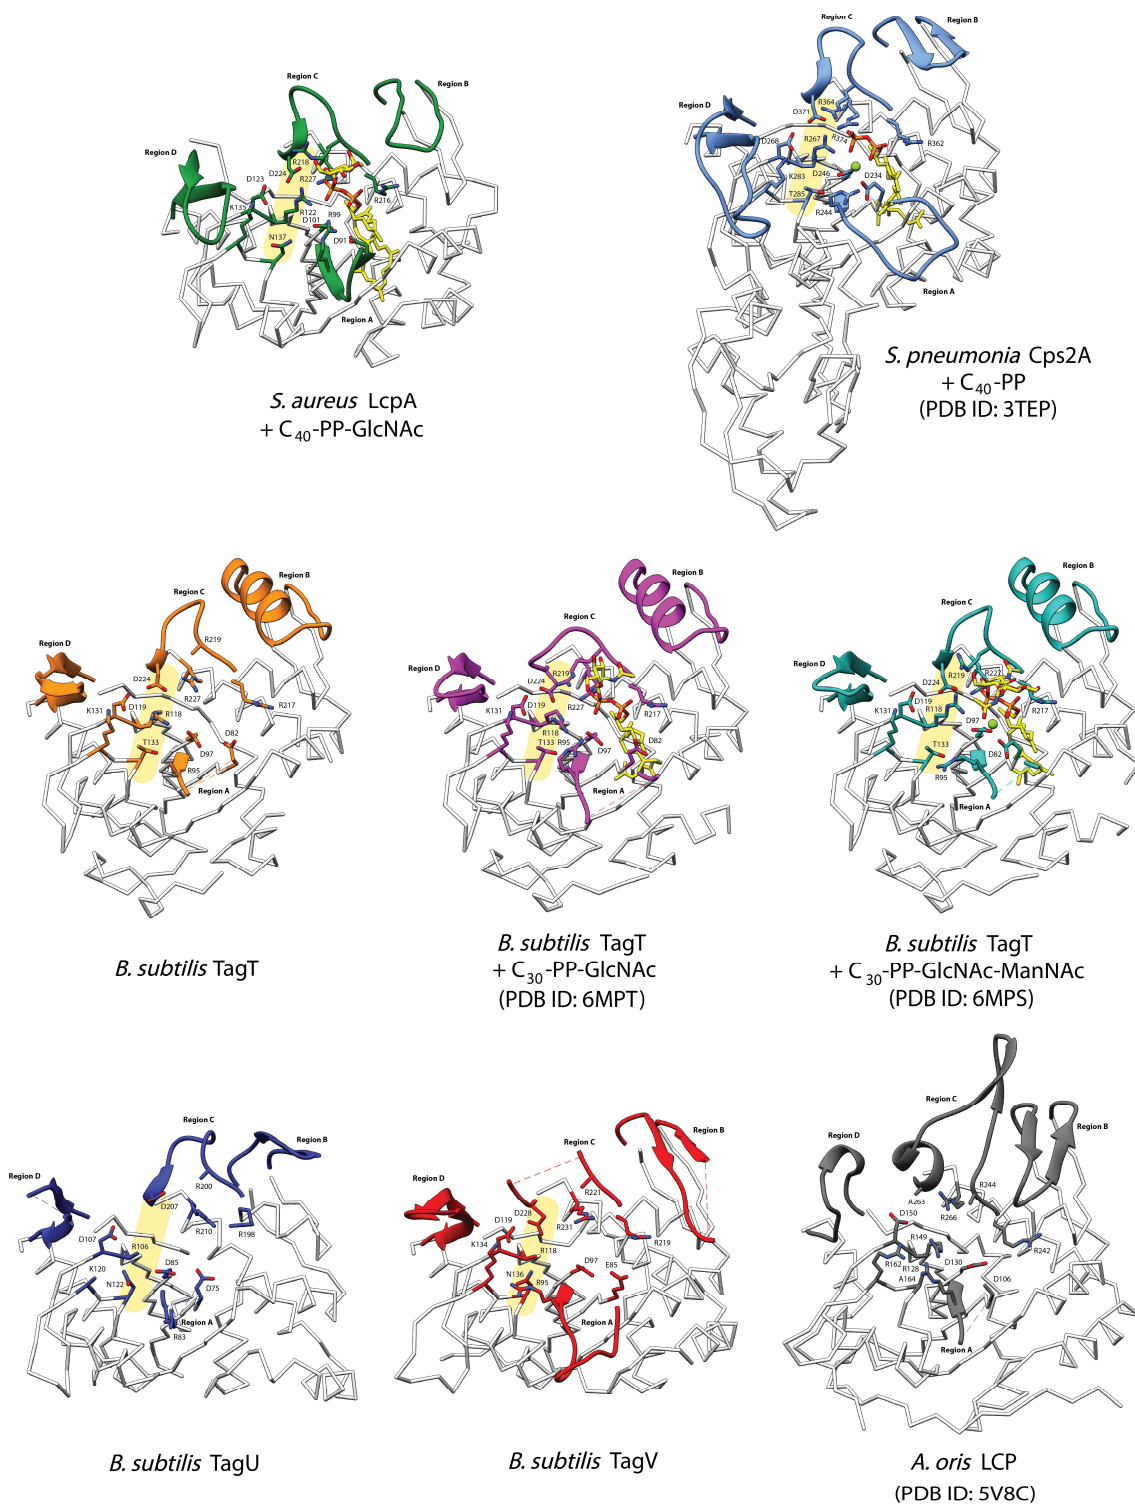 Region C
Region B
Region D
R218
D224
R227
D123
K135
R122
D101
R99
R216
N137
D91
Region A
S. aureus LcpA
+ C40-PP-GlcNAc
Region C
Region B
Region D
R364
D371
D268
R267
R374
R362
K283
D246
D234
T285
R244
Region A
S. pneumonia Cps2A
+ C40-PP
(PDB ID: 3TEP)
Region B
Region C
Region D
R219
D224
R227
R217
K131
D119
R118
T133
D97
D82
R95
Region A
B. subtilis TagT
Region B
Region C
Region D
R219
D224
D119
R227
R217
K131
R118
T133
R95
D97
D82
Region A
B. subtilis TagT
+ C30-PP-GlcNAc
(PDB ID: 6MPT)
Region B
Region C
Region D
R219
R227
D224
D119
R118
R217
K131
D97
T133
D82
R95
Region A
B. subtilis TagT
+ C30-PP-GlcNAc-ManNAc
(PDB ID: 6MPS)
Region C
Region B
Region D
R200
D207
R210
R198
D107
R106
K120
D85
N122
D75
Region A
R83
B. subtilis TagU
Region C
Region B
Region D
R221
D228
D119
R231
R219
K134
R118
D97
N136
R95
E85
Region A
B. subtilis TagV
Region C
Region B
Region D
R244
A263
D150
R266
R149
R242
R162
R128
D130
A164
D106
Region A
A. oris LCP
(PDB ID: 5V8C)